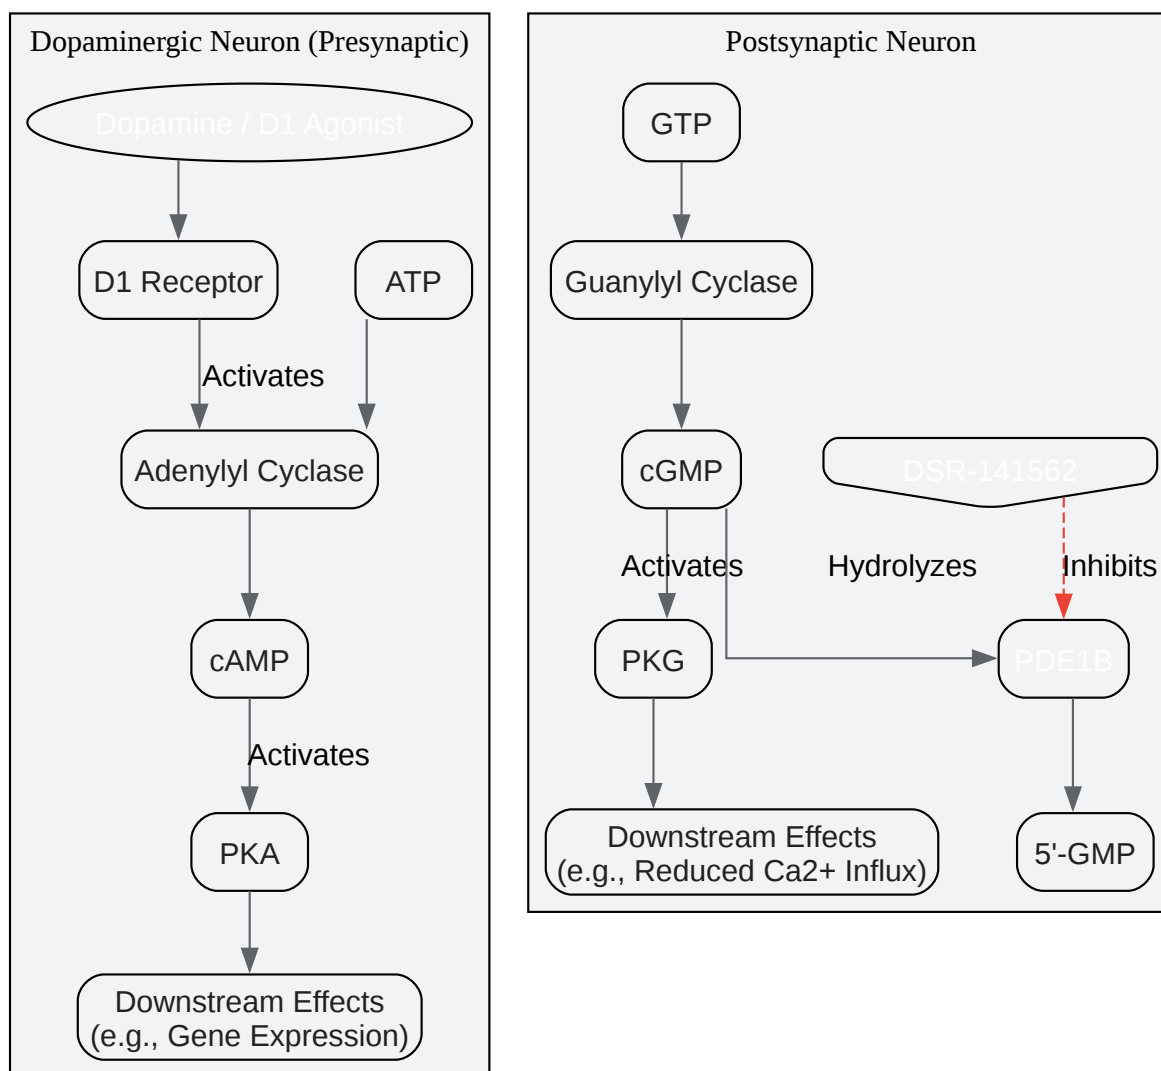 Dopaminergic Neuron (Presynaptic)
Dopamine / D1 Agonist
D1 Receptor
ATP
Activates
Adenylyl Cyclase
cAMP
Activates
PKA
Downstream Effects
(e.g., Gene Expression)
Postsynaptic Neuron
GTP
Guanylyl Cyclase
cGMP
DSR-141562
Activates
Hydrolyzes
Inhibits
PKG
PDE1B
Downstream Effects
(e.g., Reduced Ca2+ Influx)
5'-GMP